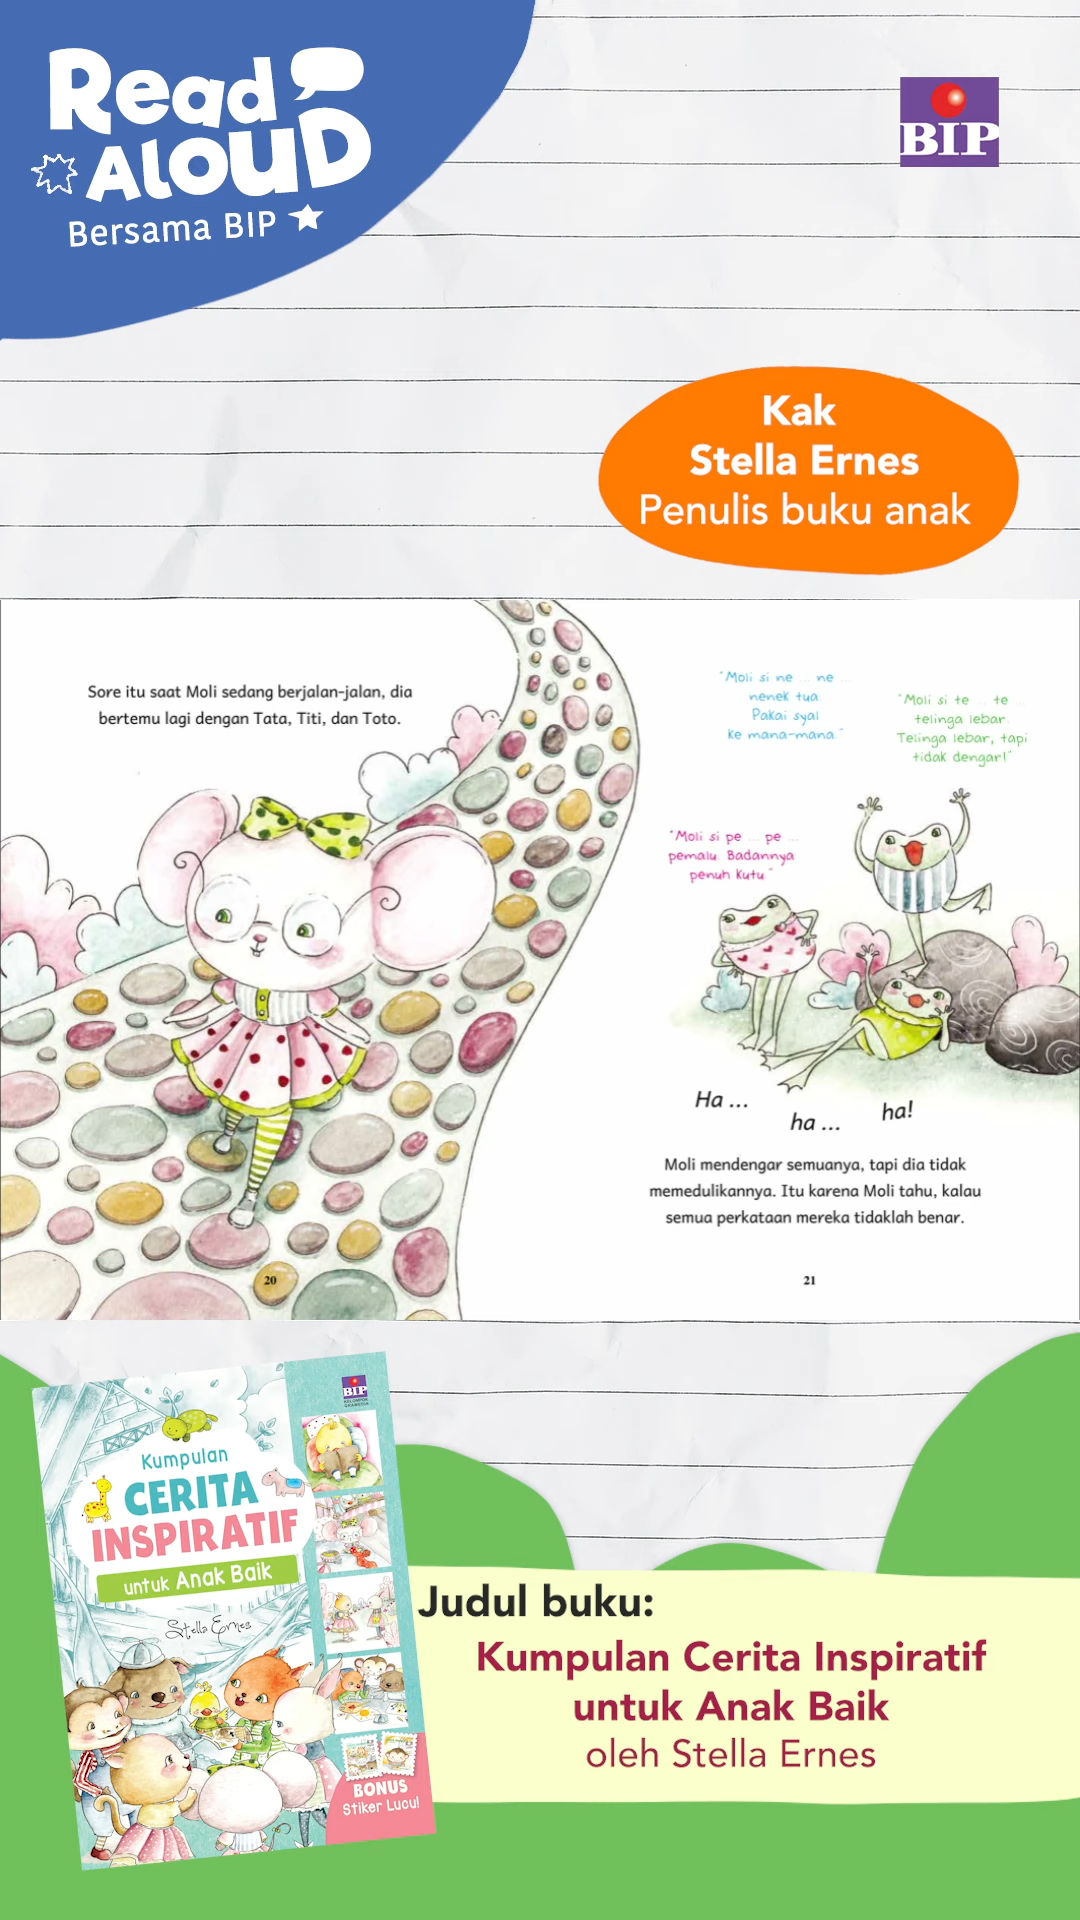 Read
Aloud
Bersama BIP
BIP
Kak
Stella Ernes
Penulis buku anak
Sore itu saat Moli sedang berjalan-jalan, dia
bertemu lagi dengan Tata, Titi, dan Toto.
"Moli si ne ... ne ...
nenek tua.
Pakai syal
ke mana-mana."
"Moli si te ... te ...
telinga lebar.
Telinga lebar, tapi
tidak dengar!"
"Moli si pe ... pe ...
pemalu. Badannya
penuh kutu."
Ha ...
ha ...
ha!
Moli mendengar semuanya, tapi dia tidak
memedulikannya. Itu karena Moli tahu, kalau
semua perkataan mereka tidaklah benar.
20
21
BIP
Kumpulan
CERITA
INSPIRATIF
untuk Anak Baik
Stella Ernes
BONUS
Stiker Lucu!
Judul buku:
Kumpulan Cerita Inspiratif
untuk Anak Baik
oleh Stella Ernes